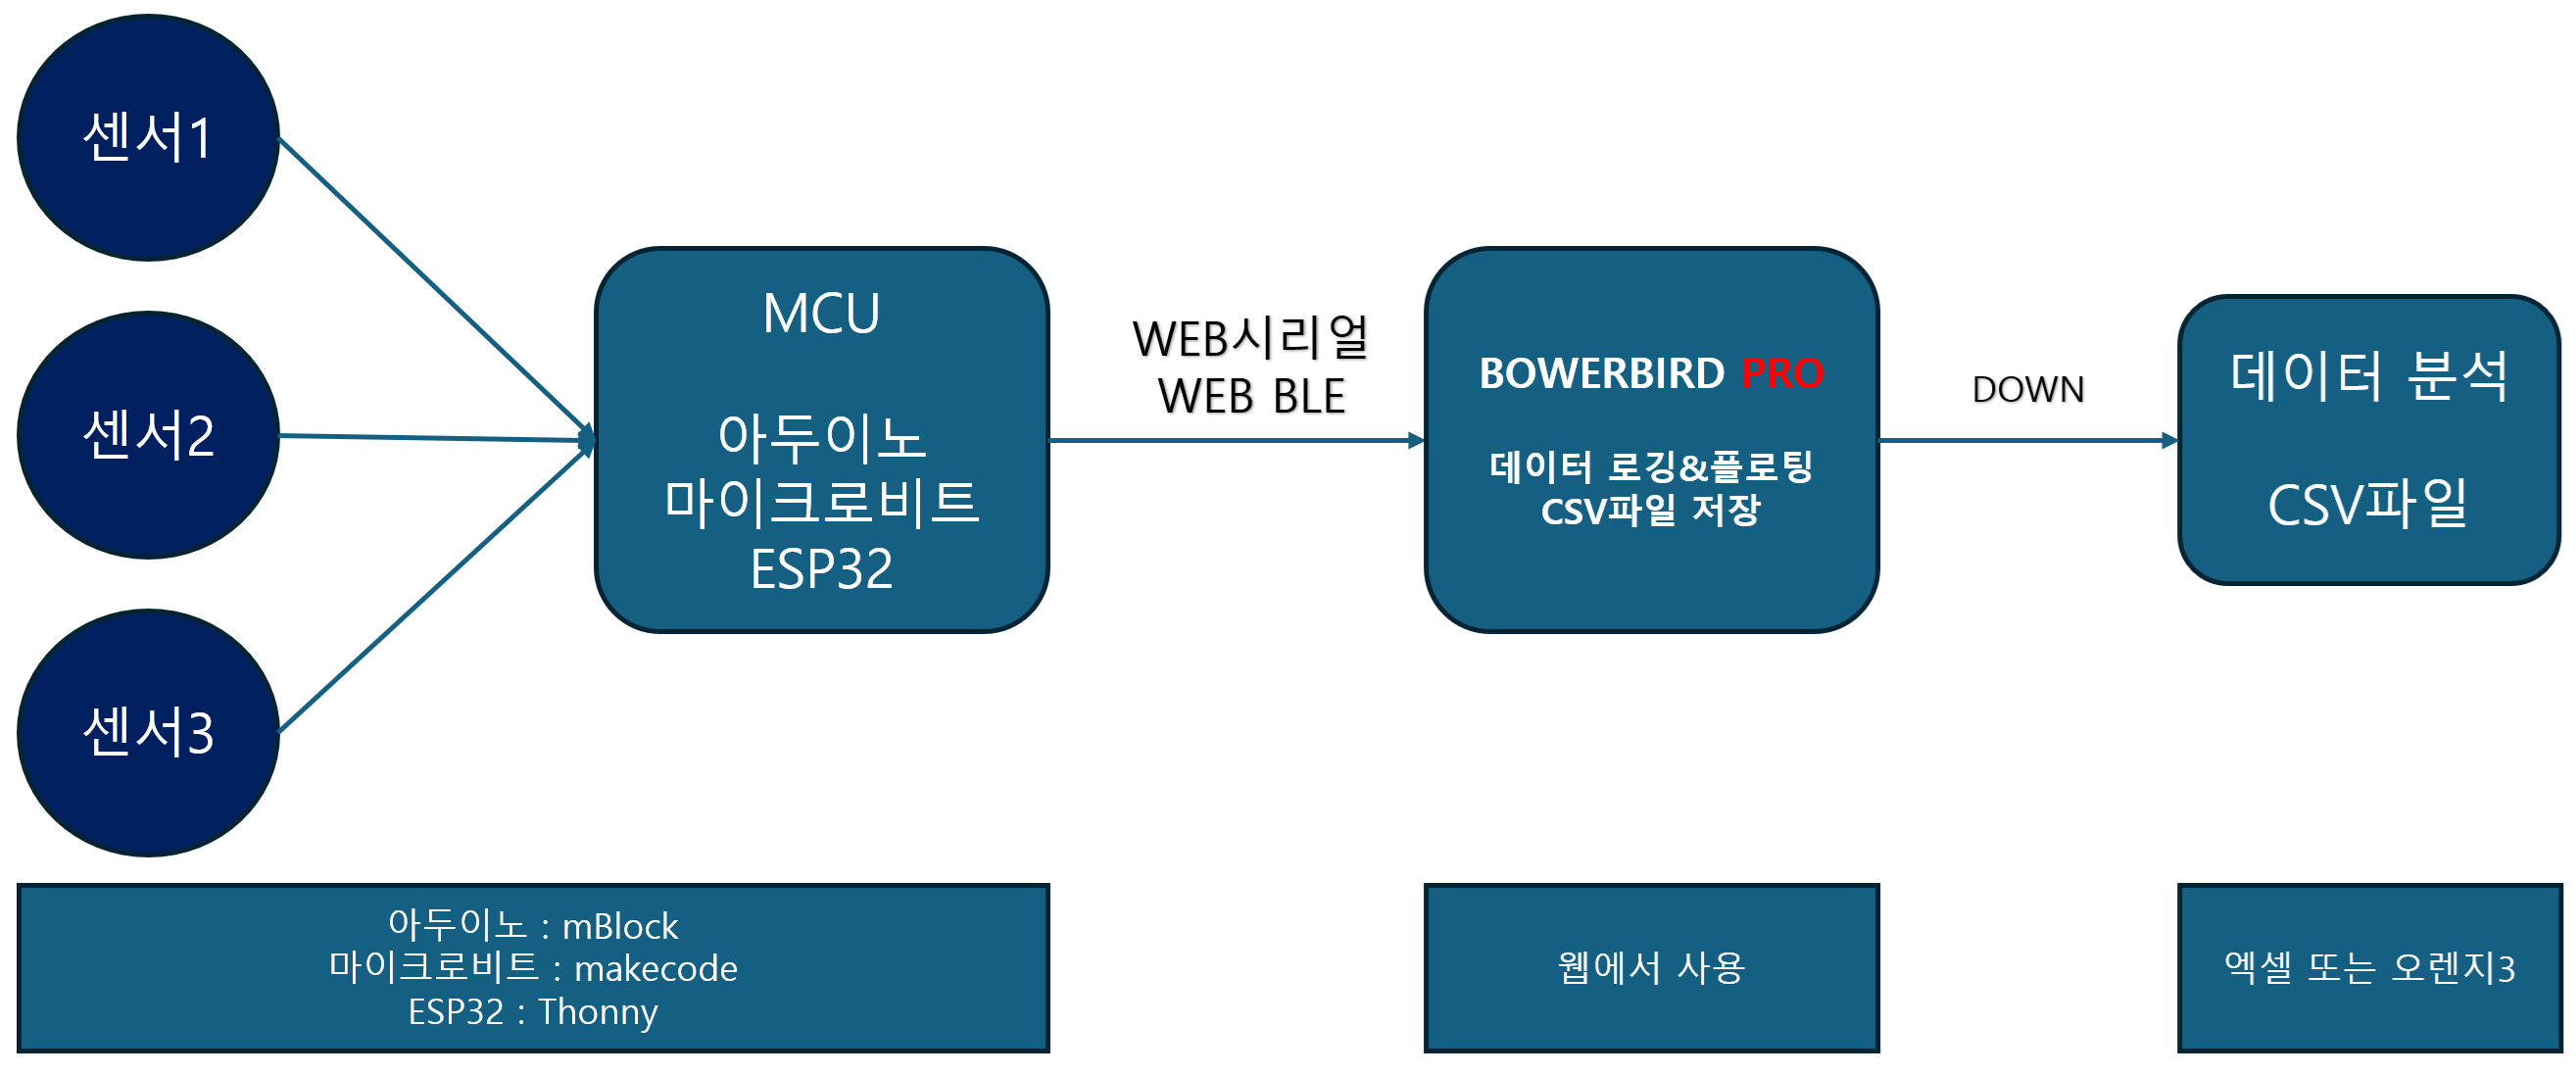 센서1
센서2
센서3
MCU
아두이노
마이크로비트
ESP32
WEB시리얼
WEB BLE
BOWERBIRD PRO
데이터 로깅&플로팅
CSV파일 저장
DOWN
데이터 분석
CSV파일
아두이노 : mBlock
마이크로비트 : makecode
ESP32 : Thonny
웹에서 사용
엑셀 또는 오렌지3